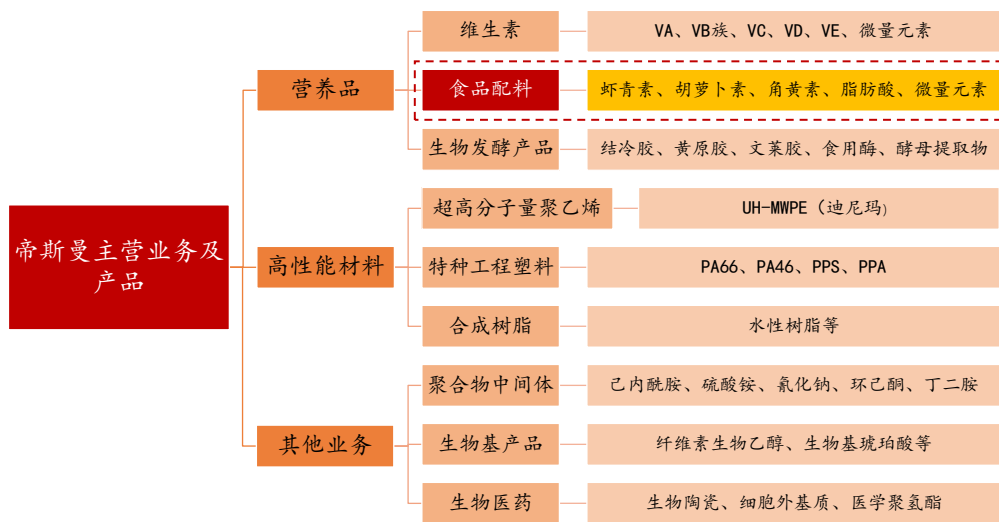 帝斯曼主营业务及
产品
营养品
维生素
VA、VB族、VC、VD、VE、微量元素
食品配料
虾青素、胡萝卜素、角黄素、脂肪酸、微量元素
生物发酵产品
结冷胶、黄原胶、文莱胶、食用酶、酵母提取物
高性能材料
超高分子量聚乙烯
UH-MWPE（迪尼玛）
特种工程塑料
PA66、PA46、PPS、PPA
合成树脂
水性树脂等
其他业务
聚合物中间体
己内酰胺、硫酸铵、氰化钠、环己酮、丁二胺
生物基产品
纤维素生物乙醇、生物基琥珀酸等
生物医药
生物陶瓷、细胞外基质、医学聚氨酯